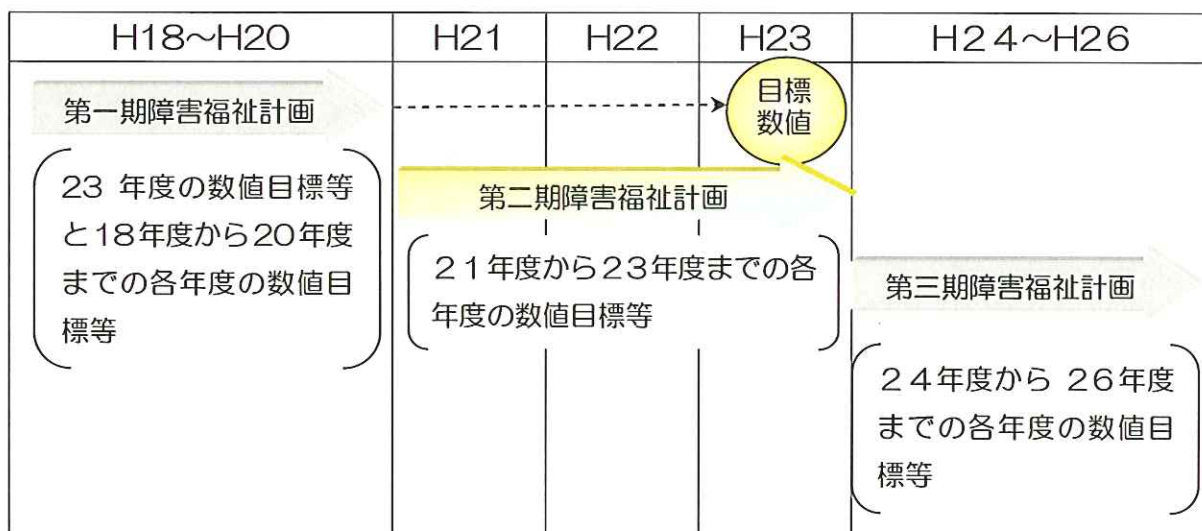 H18～H20
H21
H22
H23
H24～H26
第一期障害福祉計画
目標
数値
23 年度の数値目標等
と18年度から20年度
までの各年度の数値目
標等
第二期障害福祉計画
21年度から23年度までの各
年度の数値目標等
第三期障害福祉計画
24年度から 26年度
までの各年度の数値目
標等